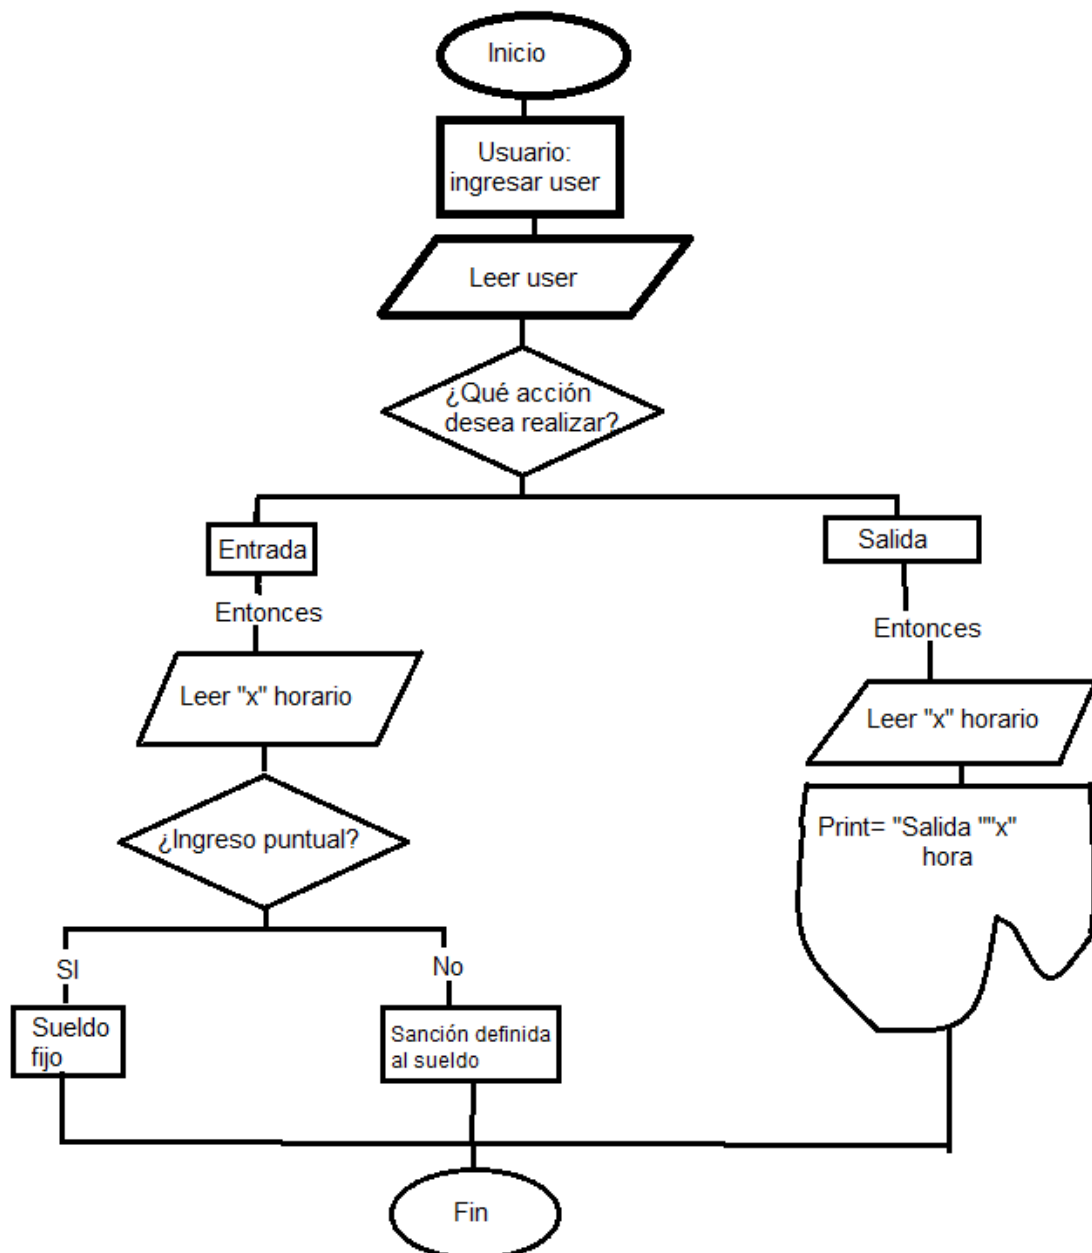 Inicio
Usuario:
ingresar user
Leer user
¿Qué acción
desea realizar?
Entrada
Salida
Entonces
Entonces
Leer "x" horario
Leer "x" horario
¿Ingreso puntual?
Print= "Salida ""x"
hora
SI
No
Sueldo
fijo
Sanción definida
al sueldo
Fin